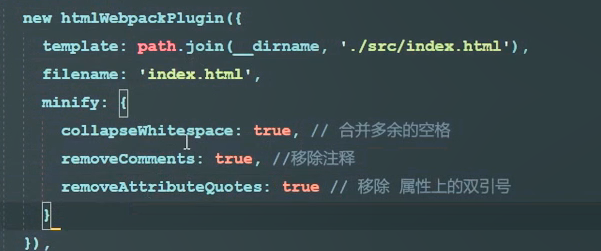 new htmlWebpackPlugin({
template: path.join(__dirname, './src/index.html'),
filename: 'index.html',
minify: {
collapseWhitespace: true, // 合并多余的空格
removeComments: true, //移除注释
removeAttributeQuotes: true // 移除 属性上的双引号
}
}),